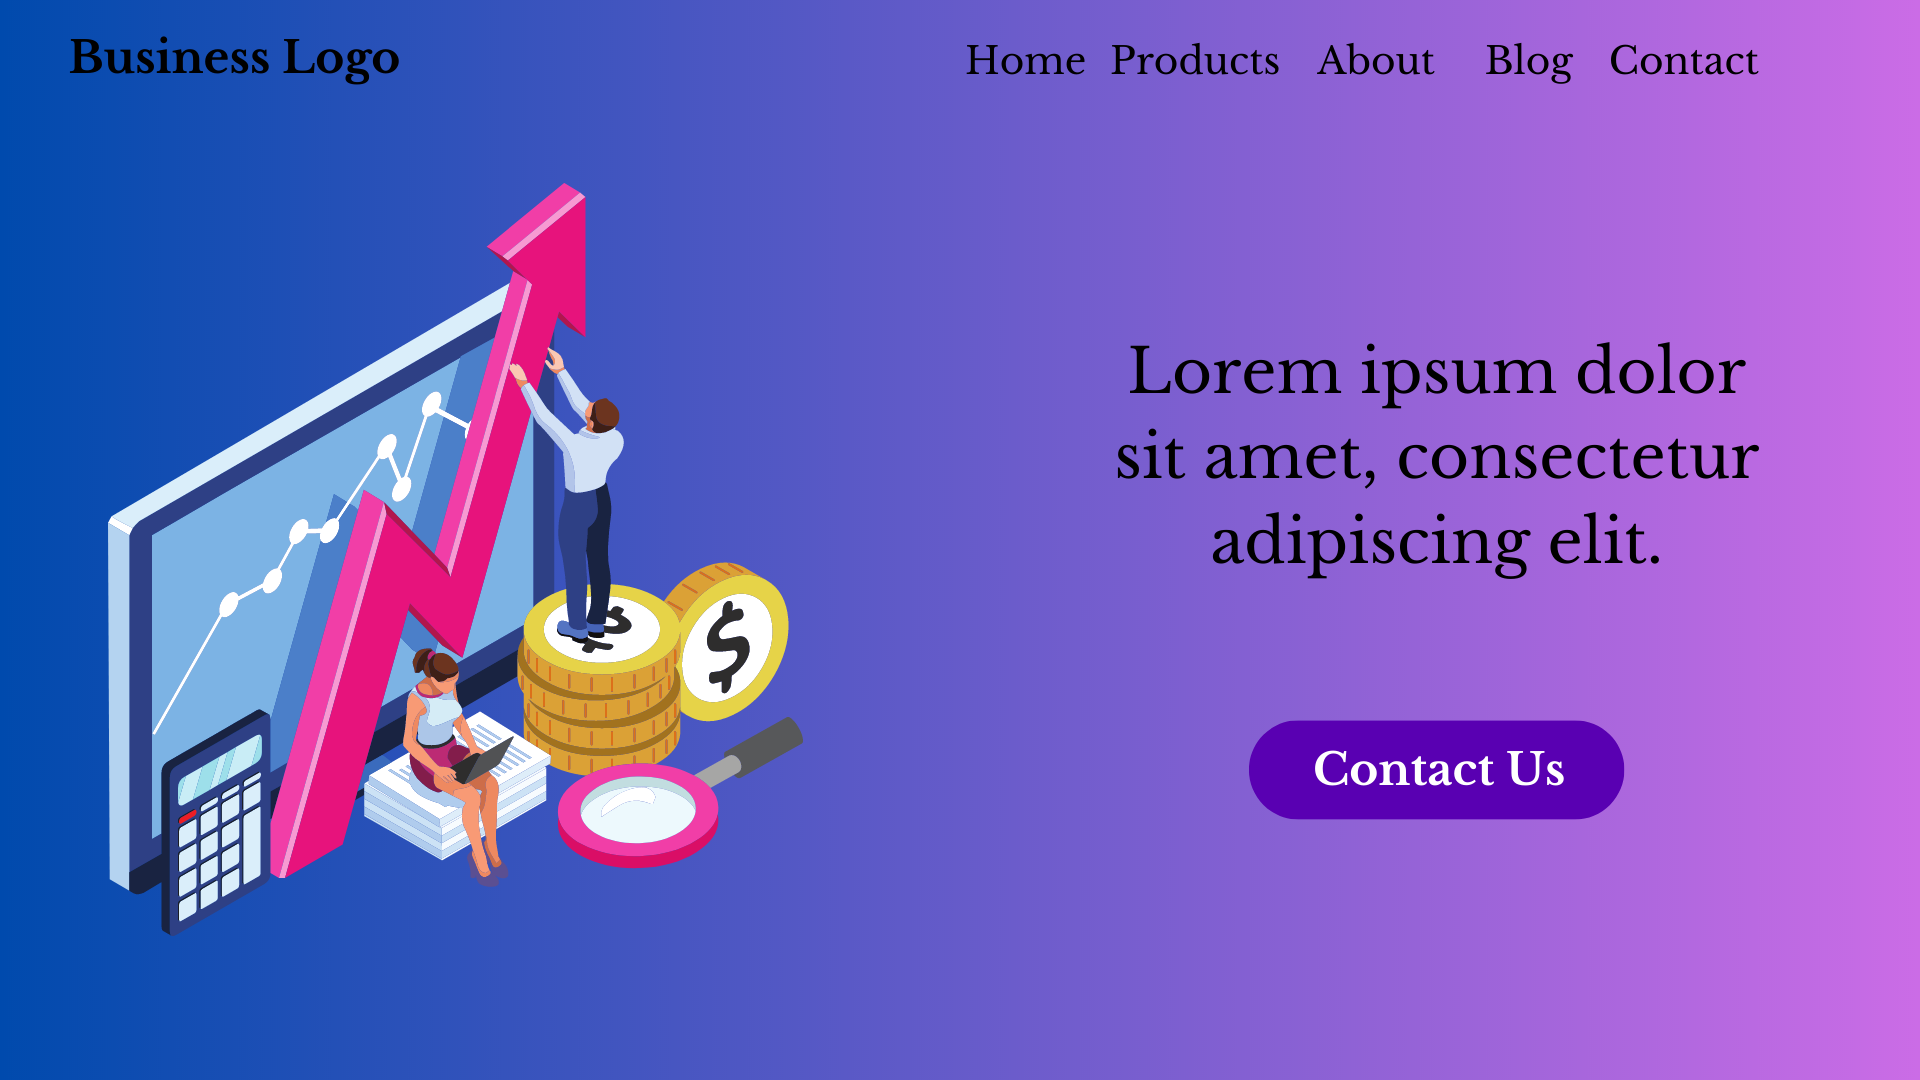 Business Logo
Home Products About Blog Contact
Lorem ipsum dolor
sit amet, consectetur
adipiscing elit.
Contact Us
$